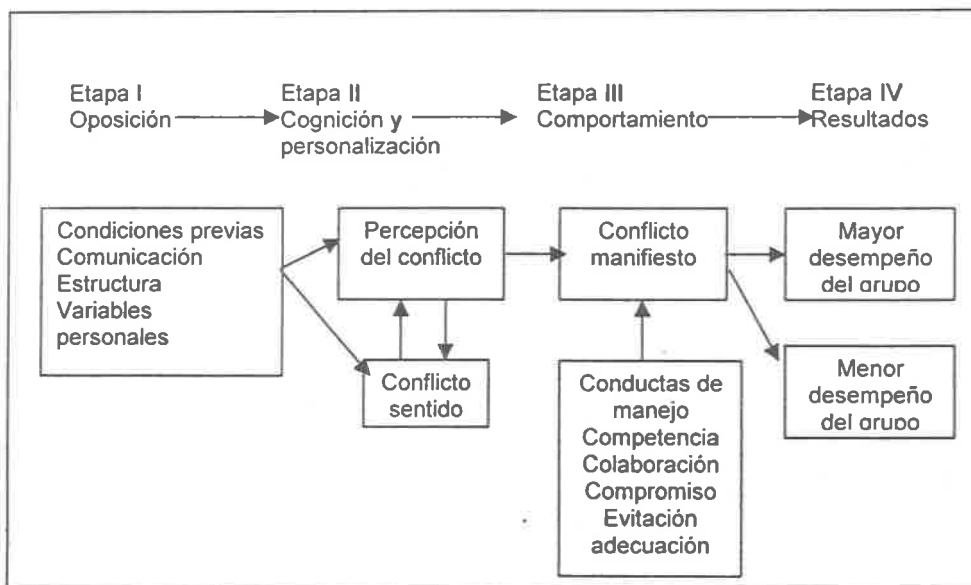 Etapa I
Oposición
Etapa II
Cognición y
personalización
Etapa III
Comportamiento
Etapa IV
Resultados
Condiciones previas
Comunicación
Estructura
Variables
personales
Percepción
del conflicto
Conflicto
sentido
Conflicto
manifiesto
Conductas de
manejo
Competencia
Colaboración
Compromiso
Evitación
adecuación
Mayor
desempeño
del grupo
Menor
desempeño
del grupo